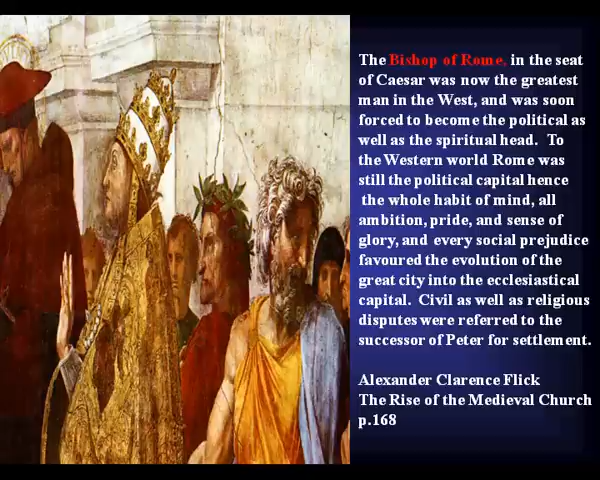 The Bishop of Rome, in the seat
of Caesar was now the greatest
man in the West, and was soon
forced to become the political as
well as the spiritual head. To
the Western world Rome was
still the political capital hence
the whole habit of mind, all
ambition, pride, and sense of
glory, and every social prejudice
favoured the evolution of the
great city into the ecclesiastical
capital. Civil as well as religious
disputes were referred to the
successor of Peter for settlement.
Alexander Clarence Flick
The Rise of the Medieval Church
p.168